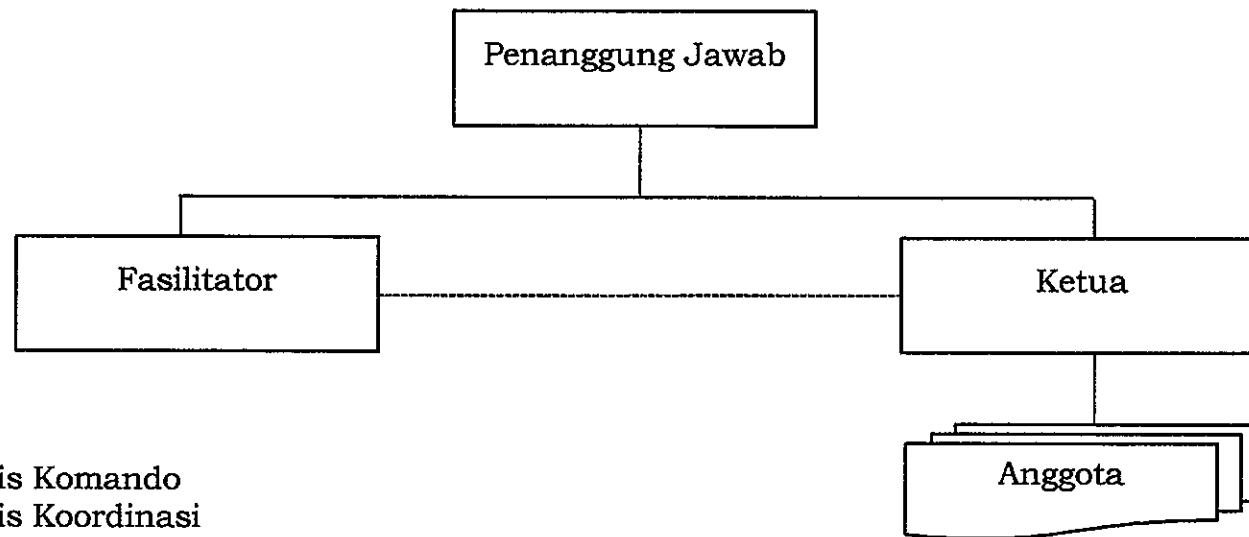 Penanggung Jawab
Fasilitator
Ketua
Anggota
is Komando
is Koordinasi